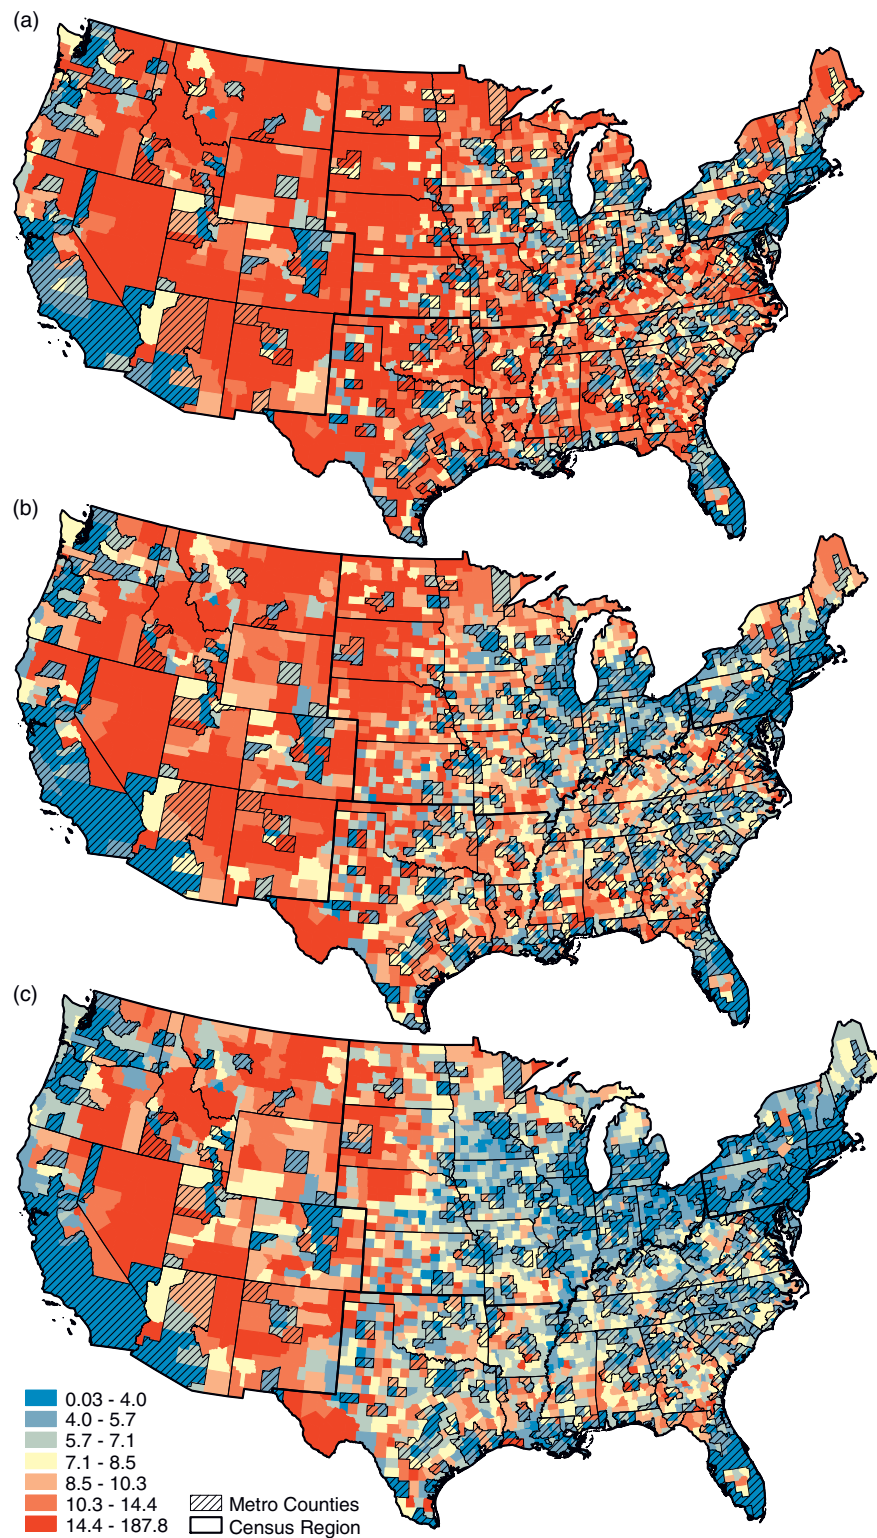 (a)
(b)
(c)
0.03 - 4.0
4.0 - 5.7
5.7 - 7.1
7.1 - 8.5
8.5 - 10.3
10.3 - 14.4
14.4 - 187.8
Metro Counties
Census Region